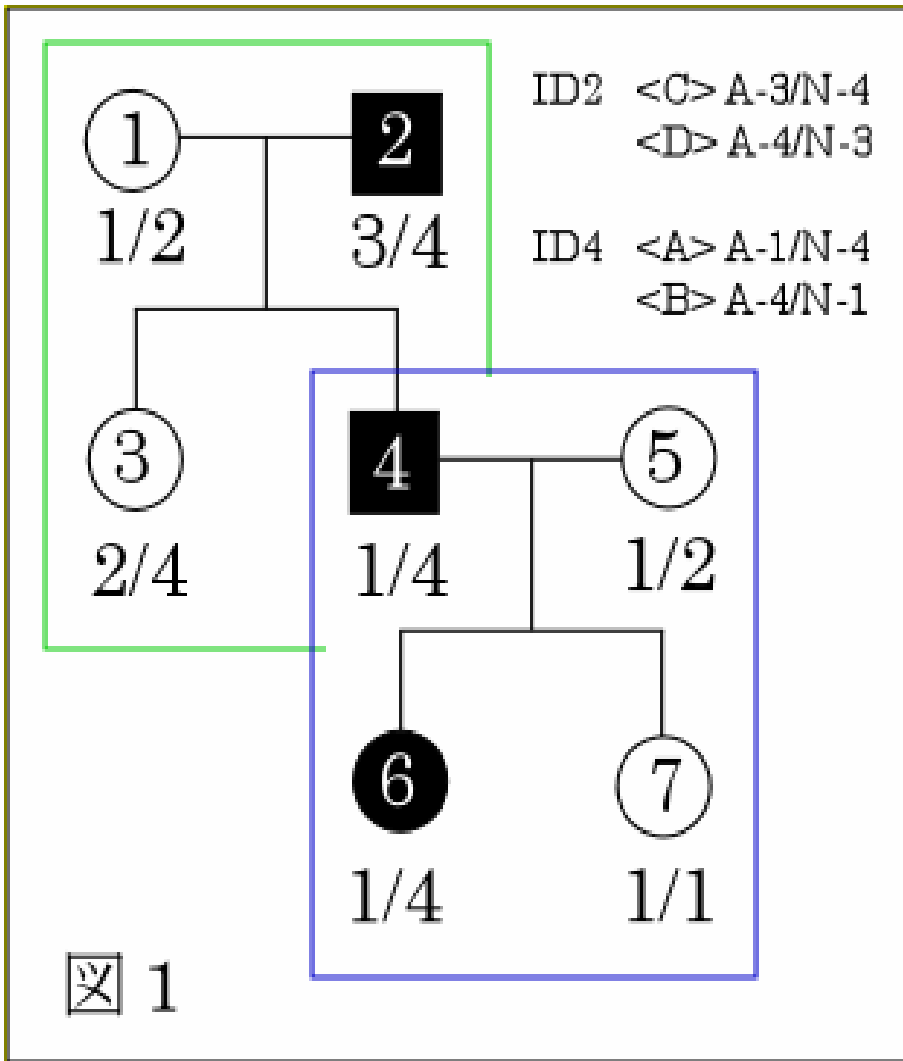 1 2
1/2 3/4
ID2 <C> A-3/N-4
<D> A-4/N-3
ID4 <A> A-1/N-4
<B> A-4/N-1
3 4 5
2/4 1/4 1/2
6 7
1/4 1/1
図 1